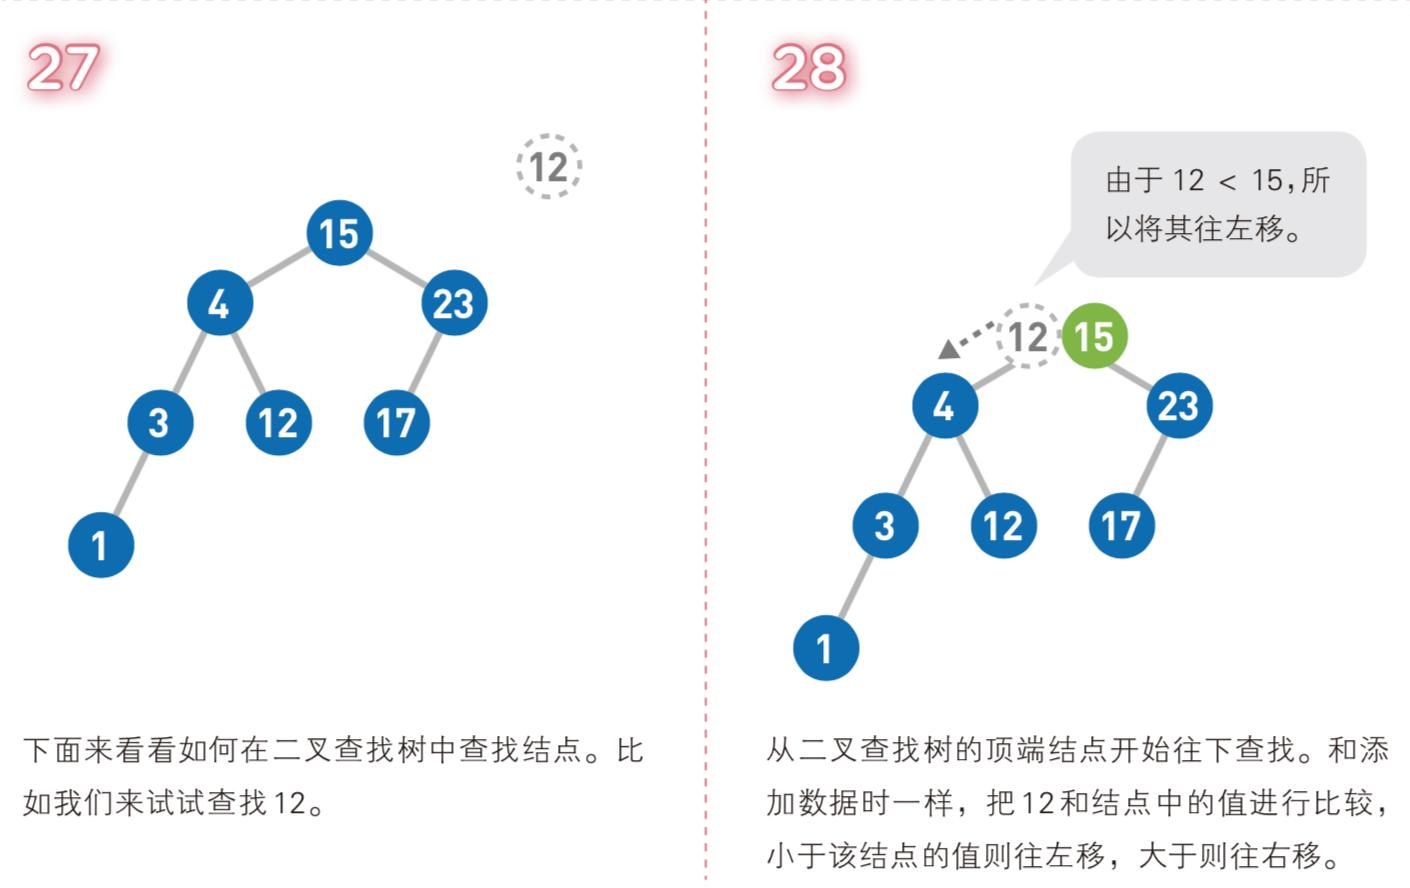 27
12
15
4
23
3
12
17
1
下面来看看如何在二叉查找树中查找结点。比
如我们来试试查找12。
28
由于 12 < 15,所
以将其往左移。
12
15
4
23
3
12
17
1
从二叉查找树的顶端结点开始往下查找。和添
加数据时一样，把12和结点中的值进行比较，
小于该结点的值则往左移，大于则往右移。